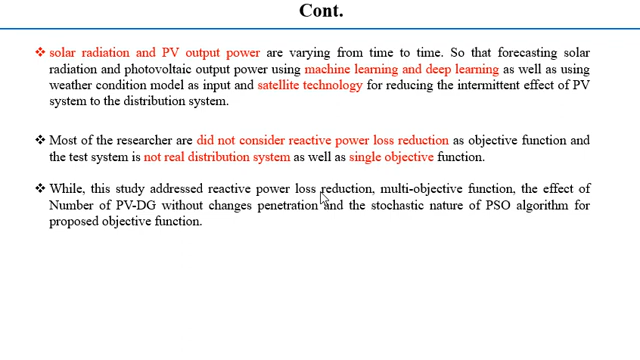 Cont.
❖ solar radiation and PV output power are varying from time to time. So that forecasting solar
radiation and photovoltaic output power using machine learning and deep learning as well as using
weather condition model as input and satellite technology for reducing the intermittent effect of PV
system to the distribution system.
❖ Most of the researcher are did not consider reactive power loss reduction as objective function and
the test system is not real distribution system as well as single objective function.
❖ While, this study addressed reactive power loss reduction, multi-objective function, the effect of
Number of PV-DG without changes penetration and the stochastic nature of PSO algorithm for
proposed objective function.